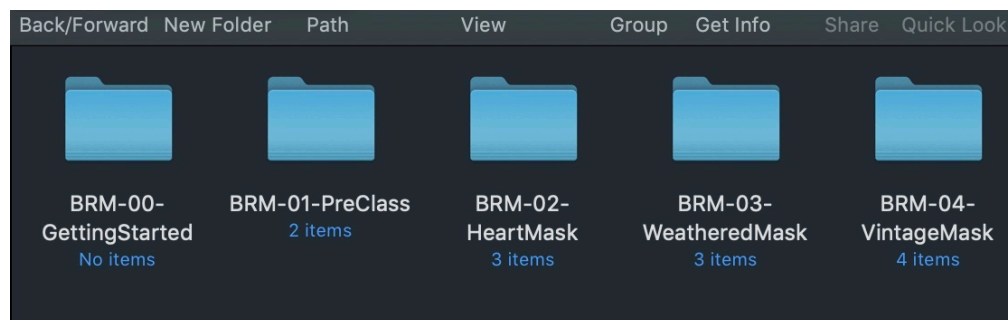 Back/Forward New Folder Path View Group Get Info Share Quick Look
BRM-00-
GettingStarted
No items
BRM-01-PreClass
2 items
BRM-02-
HeartMask
3 items
BRM-03-
WeatheredMask
3 items
BRM-04-
VintageMask
4 items